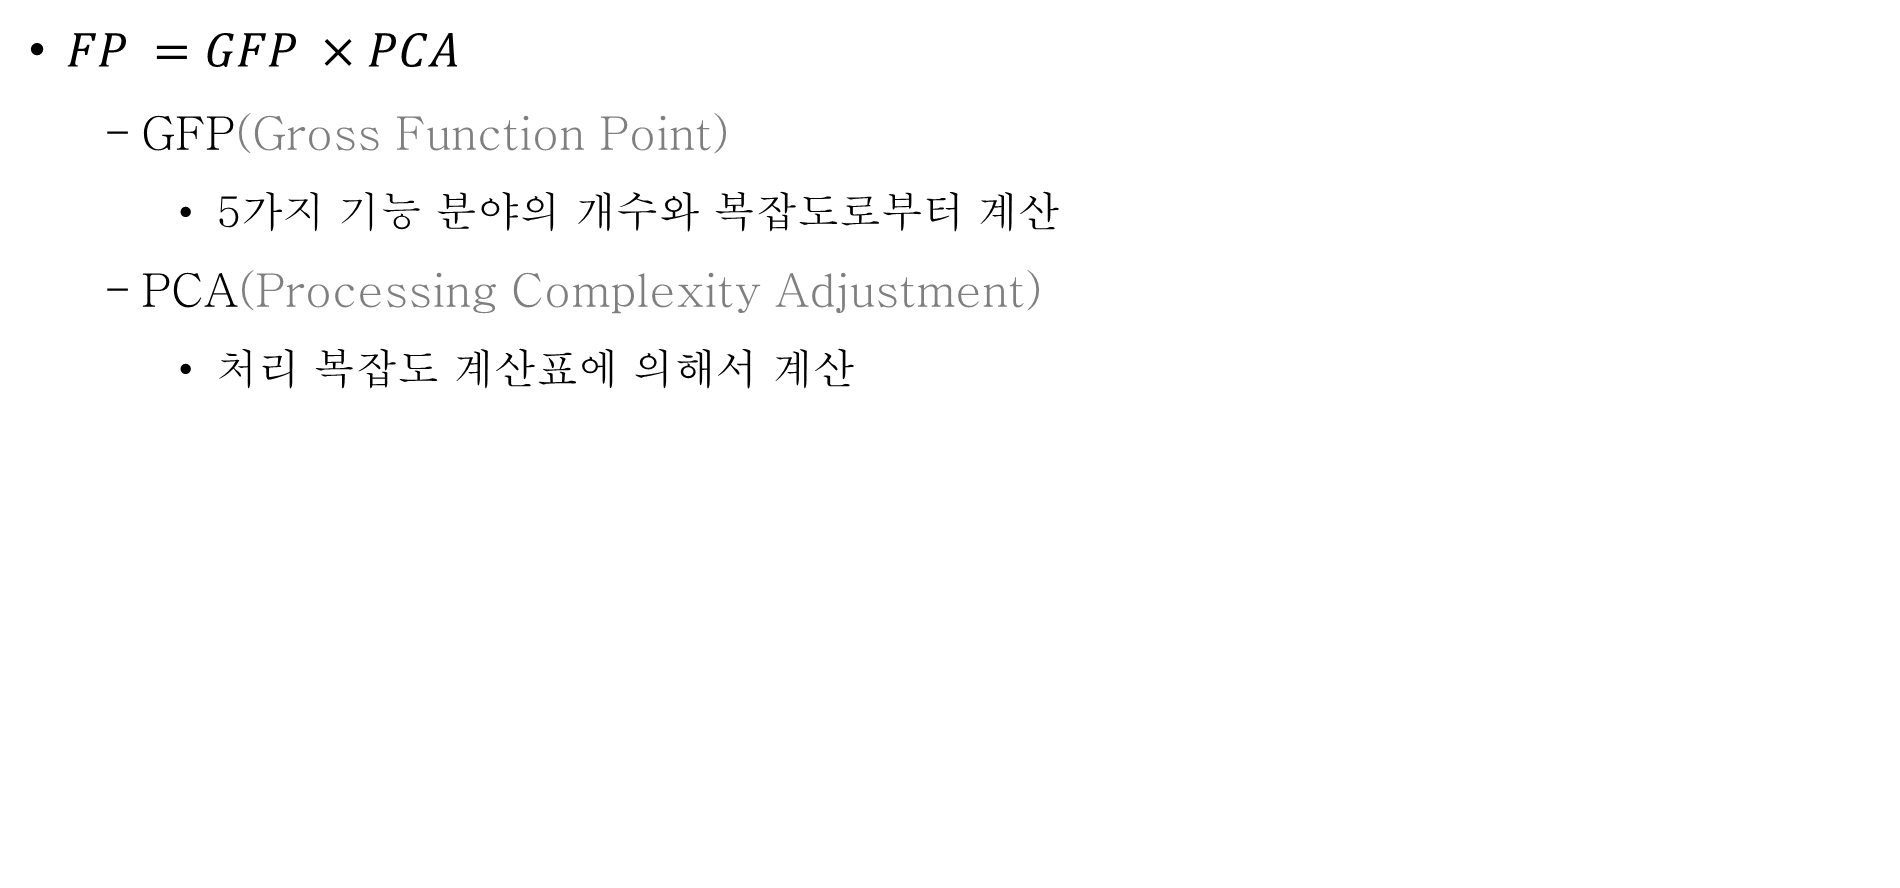 • FP = GFP × PCA
– GFP(Gross Function Point)
• 5가지 기능 분야의 개수와 복잡도로부터 계산
– PCA(Processing Complexity Adjustment)
• 처리 복잡도 계산표에 의해서 계산